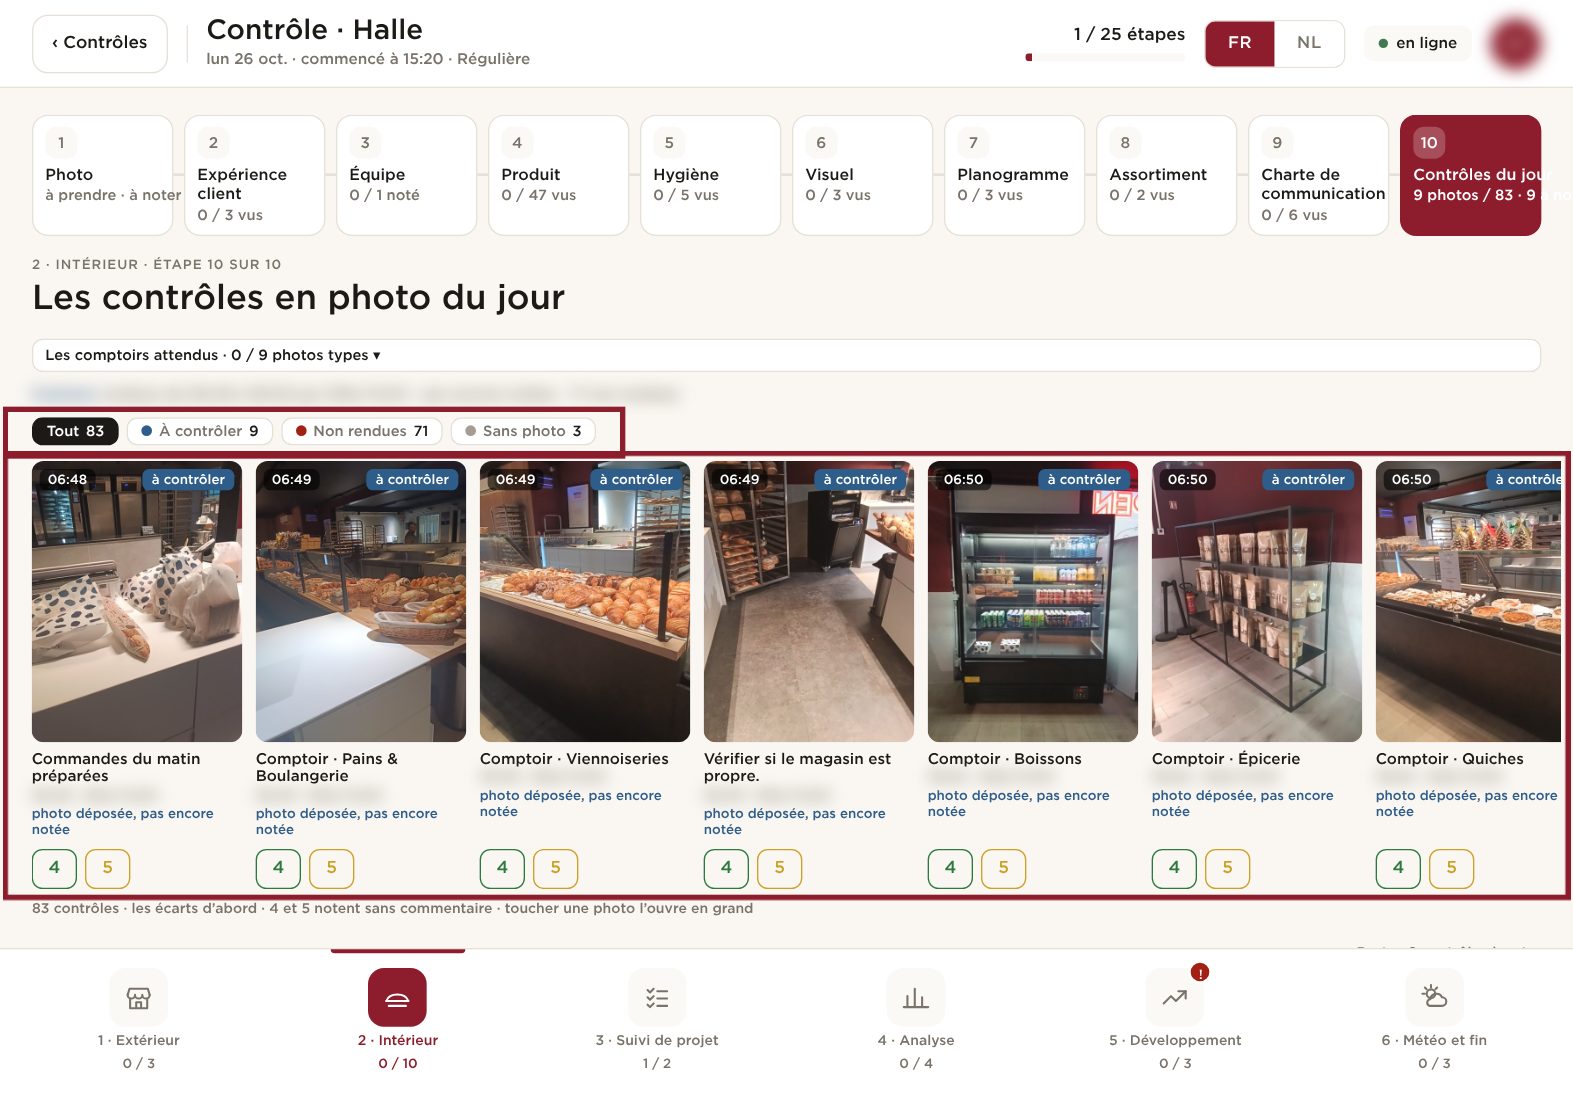 ‹ Contrôles
Contrôle · Halle
lun 26 oct. · commencé à 15:20 · Régulière
1 / 25 étapes
FR
NL
en ligne
1
Photo
à prendre · à noter
2
Expérience
client
0 / 3 vus
3
Équipe
0 / 1 noté
4
Produit
0 / 47 vus
5
Hygiène
0 / 5 vus
6
Visuel
0 / 3 vus
7
Planogramme
0 / 3 vus
8
Assortiment
0 / 2 vus
9
Charte de
communication
0 / 6 vus
10
Contrôles du jour
9 photos / 83 · 9
2 · INTÉRIEUR · ÉTAPE 10 SUR 10
Les contrôles en photo du jour
Les comptoirs attendus · 0 / 9 photos types ▾
Tout 83
À contrôler 9
Non rendues 71
Sans photo 3
06:48
à contrôler
Commandes du matin
préparées
photo déposée, pas encore
notée
4
5
06:49
à contrôler
Comptoir · Pains &
Boulangerie
photo déposée, pas encore
notée
4
5
06:49
à contrôler
Comptoir · Viennoiseries
photo déposée, pas encore
notée
4
5
06:49
à contrôler
Vérifier si le magasin est
propre.
photo déposée, pas encore
notée
4
5
06:50
à contrôler
Comptoir · Boissons
photo déposée, pas encore
notée
4
5
06:50
à contrôler
Comptoir · Épicerie
photo déposée, pas encore
notée
4
5
06:50
à contrôle
Comptoir · Quiches
photo déposée, pas encore
notée
4
5
83 contrôles · les écarts d’abord · 4 et 5 notent sans commentaire · toucher une photo l’ouvre en grand
1 · Extérieur
0 / 3
2 · Intérieur
0 / 10
3 · Suivi de projet
1 / 2
4 · Analyse
0 / 4
!
5 · Développement
0 / 3
6 · Météo et fin
0 / 3